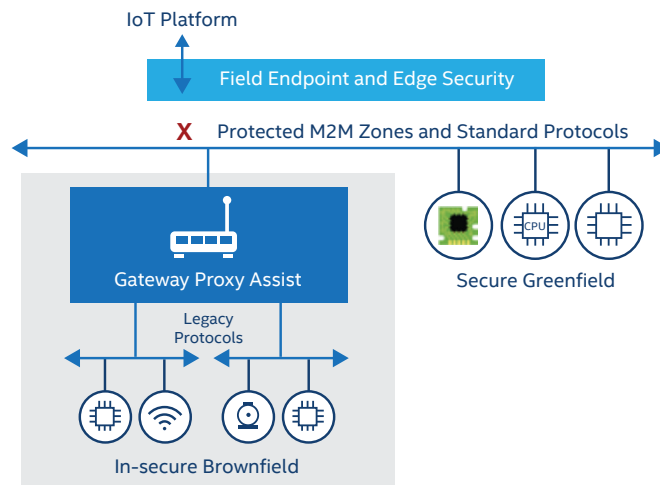 IoT Platform
Field Endpoint and Edge Security
X
Protected M2M Zones and Standard Protocols
CPU
Gateway Proxy Assist
Secure Greenfield
Legacy
Protocols
In-secure Brownfield